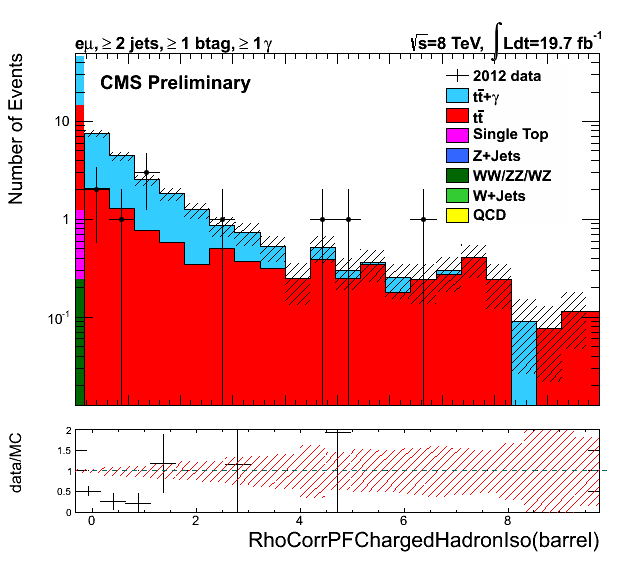 eμ, ≥ 2 jets, ≥ 1 btag, ≥ 1γ
√s=8 TeV, ∫Ldt=19.7 fb⁻¹
Number of Events
CMS Preliminary
2012 data
tt̄+γ
tt̄
Single Top
Z+Jets
WW/ZZ/WZ
W+Jets
QCD
10
1
10⁻¹
data/MC
2
1.5
1
0.5
0
0 2 4 6 8
RhoCorrPFChargedHadronIso(barrel)